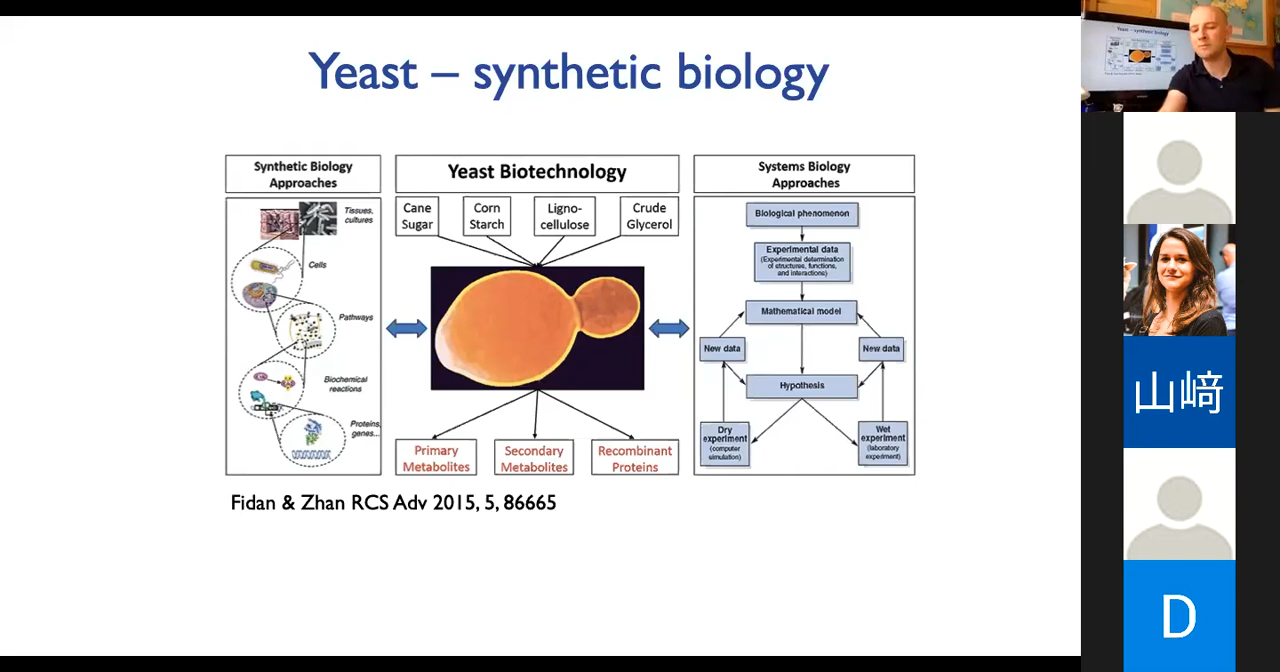 Yeast – synthetic biology
Synthetic Biology
Approaches
Tissues,
cultures
Cells
Pathways
Biochemical
reactions
Proteins,
genes...
Yeast Biotechnology
Cane
Sugar
Corn
Starch
Ligno-
cellulose
Crude
Glycerol
Primary
Metabolites
Secondary
Metabolites
Recombinant
Proteins
Systems Biology
Approaches
Biological phenomenon
Experimental data
(Experimental determination
of structures, functions,
and interactions)
Mathematical model
New data
New data
Hypothesis
Dry
experiment
(computer
simulation)
Wet
experiment
(laboratory
experiment)
Fidan & Zhan RCS Adv 2015, 5, 86665
Yeast – synthetic biology
山﨑
D